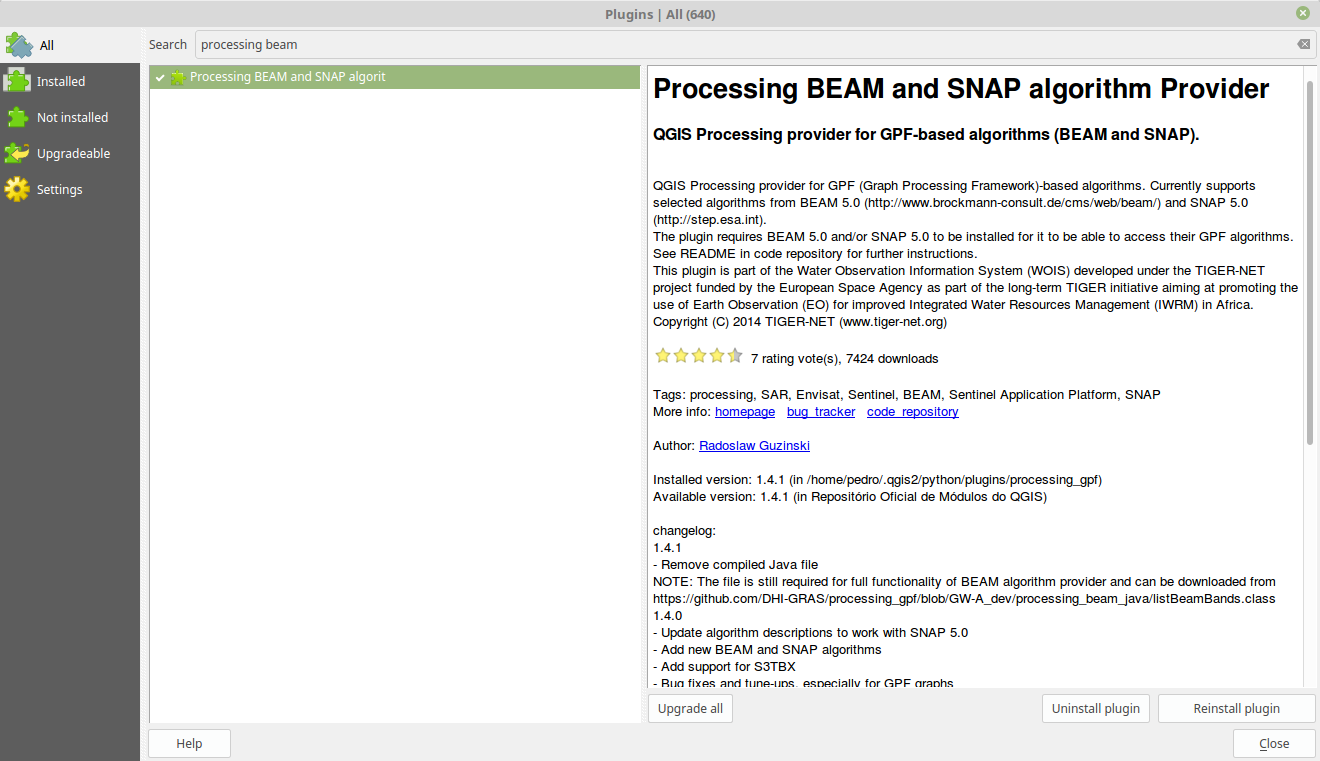 Plugins | All (640)
All
Installed
Not installed
Upgradeable
Settings
Search processing beam
Processing BEAM and SNAP algorit
Processing BEAM and SNAP algorithm Provider
QGIS Processing provider for GPF-based algorithms (BEAM and SNAP).
QGIS Processing provider for GPF (Graph Processing Framework)-based algorithms. Currently supports
selected algorithms from BEAM 5.0 (http://www.brockmann-consult.de/cms/web/beam/) and SNAP 5.0
(http://step.esa.int).
The plugin requires BEAM 5.0 and/or SNAP 5.0 to be installed for it to be able to access their GPF algorithms.
See README in code repository for further instructions.
This plugin is part of the Water Observation Information System (WOIS) developed under the TIGER-NET
project funded by the European Space Agency as part of the long-term TIGER initiative aiming at promoting the
use of Earth Observation (EO) for improved Integrated Water Resources Management (IWRM) in Africa.
Copyright (C) 2014 TIGER-NET (www.tiger-net.org)
7 rating vote(s), 7424 downloads
Tags: processing, SAR, Envisat, Sentinel, BEAM, Sentinel Application Platform, SNAP
More info: homepage bug_tracker code_repository
Author: Radoslaw Guzinski
Installed version: 1.4.1 (in /home/pedro/.qgis2/python/plugins/processing_gpf)
Available version: 1.4.1 (in Repositório Oficial de Módulos do QGIS)
changelog:
1.4.1
- Remove compiled Java file
NOTE: The file is still required for full functionality of BEAM algorithm provider and can be downloaded from
https://github.com/DHI-GRAS/processing_gpf/blob/GW-A_dev/processing_beam_java/listBeamBands.class
1.4.0
- Update algorithm descriptions to work with SNAP 5.0
- Add new BEAM and SNAP algorithms
- Add support for S3TBX
- Bug fixes and tune-ups, especially for GPF graphs
Upgrade all
Uninstall plugin
Reinstall plugin
Help
Close